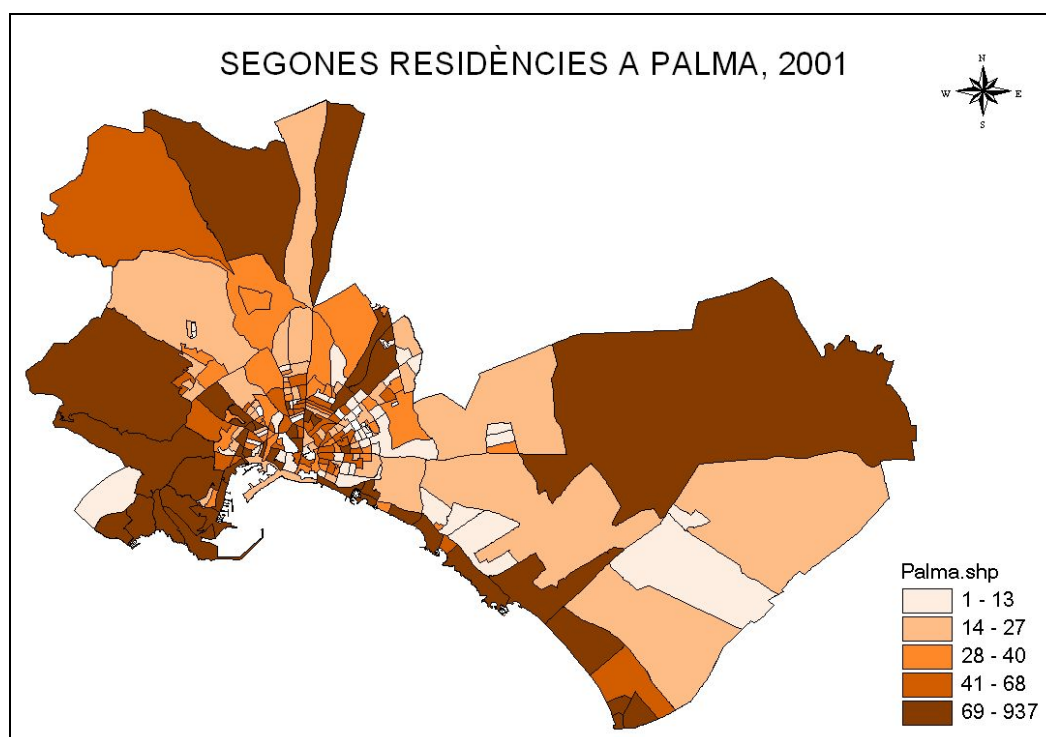 SEGONES RESIDÈNCIES A PALMA, 2001
N
W E
S
Palma.shp
1 - 13
14 - 27
28 - 40
41 - 68
69 - 937